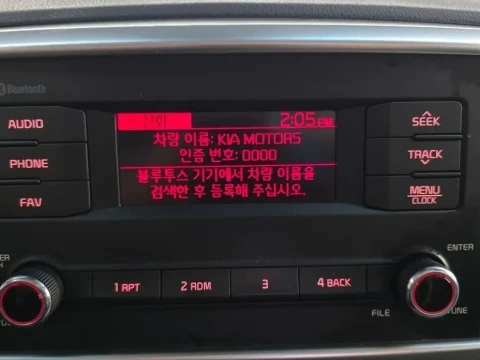 Bluetooth
AUDIO
PHONE
FAV
2:05 PM
차량 이름: KIA MOTORS
인증 번호: 0000
블루투스 기기에서 차량 이름을
검색한 후 등록해 주십시오.
SEEK
TRACK
MENU
CLOCK
1 RPT
2 RDM
3
4 BACK
ENTER
FILE
TUNE